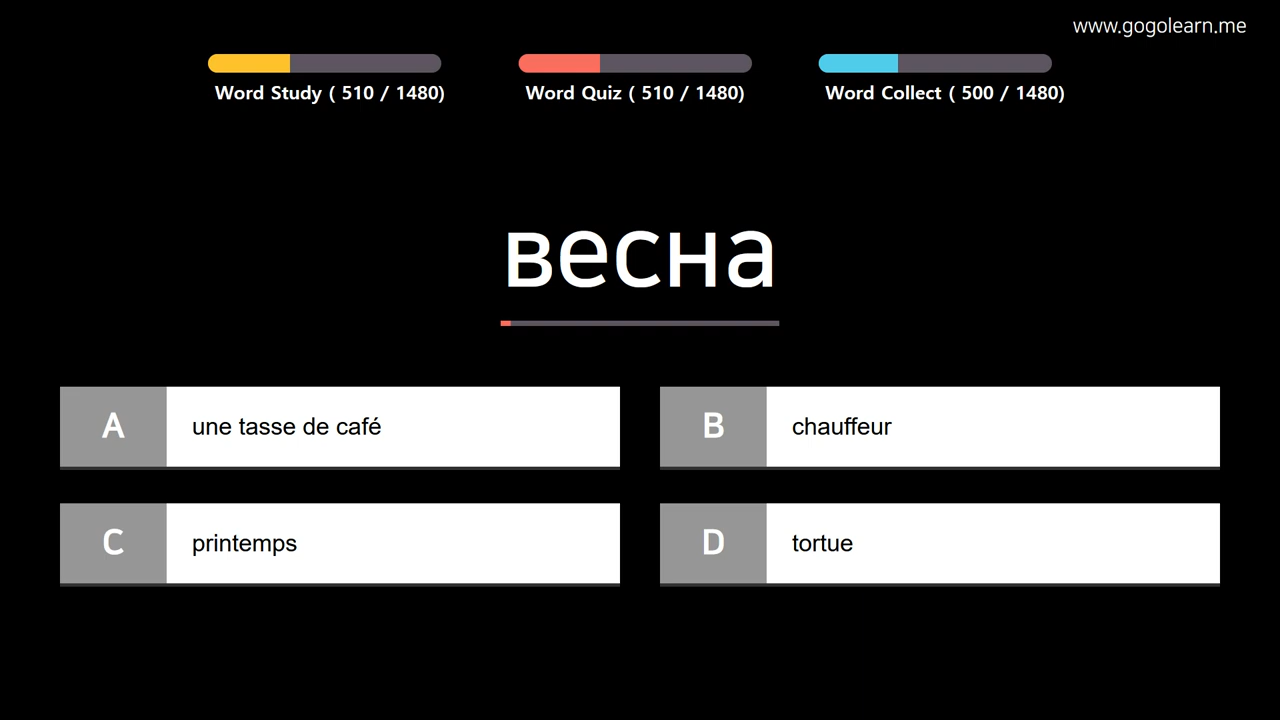 www.gogolearn.me
Word Study ( 510 / 1480)
Word Quiz ( 510 / 1480)
Word Collect ( 500 / 1480)
весна
A une tasse de café
B chauffeur
C printemps
D tortue